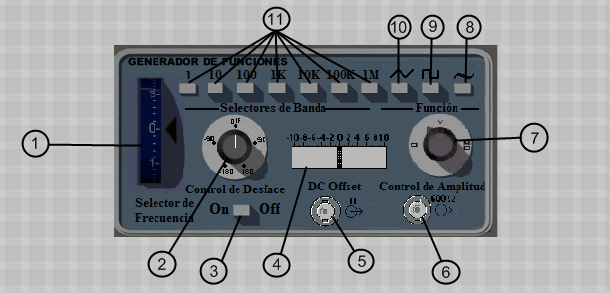 11
10
9
8
GENERADOR DE FUNCIONES
1 10 100 1K 10K 100K 1M
Selectores de Banda
Función
0
1
1
off
-90
90
-180
180
-10-8-6-4-2 0 2 4 6 8 10
7
Control de Desface
DC Offset
Control de Amplitud
Selector de
Frecuencia
On
Off
600Ω
2
3
4
5
6